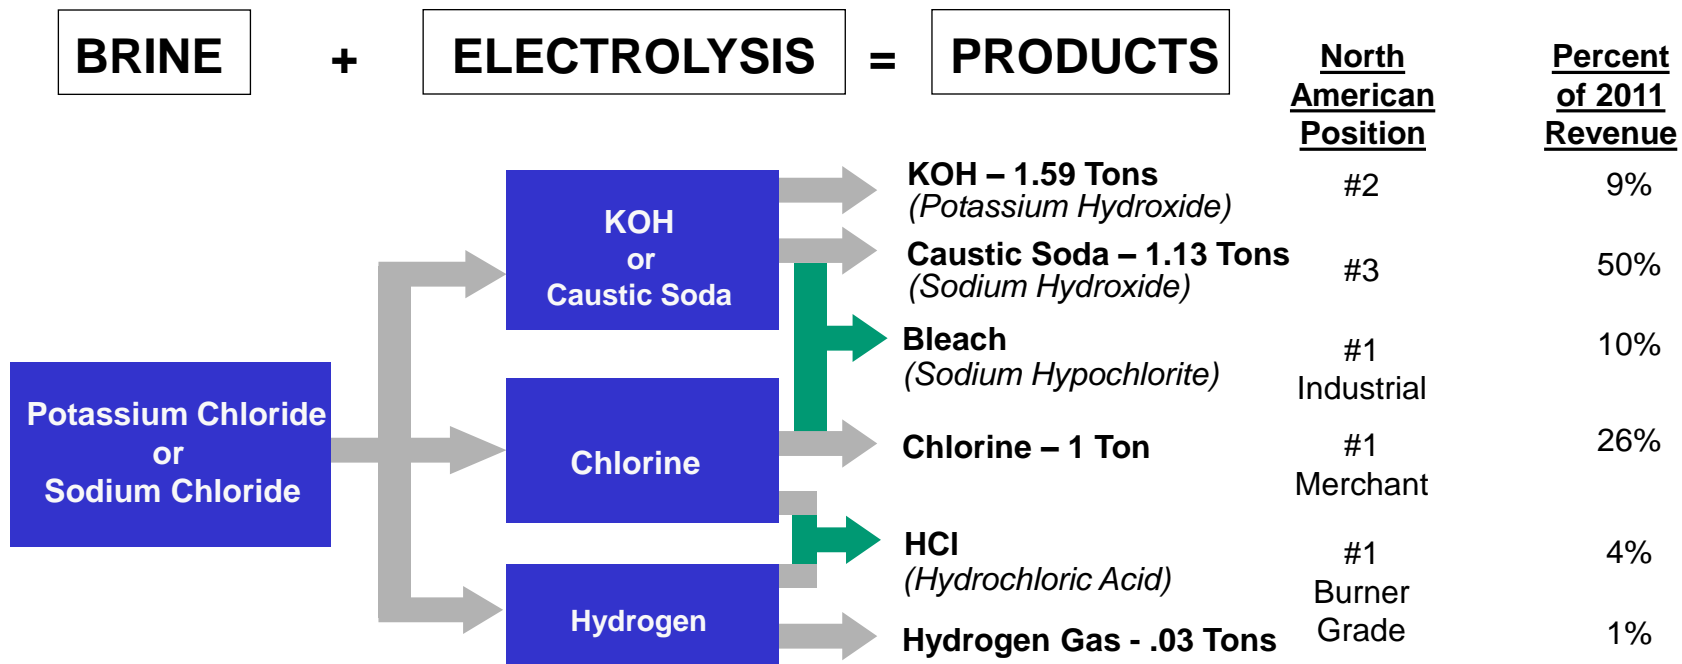 BRINE + ELECTROLYSIS = PRODUCTS
North
American
Position
Percent
of 2011
Revenue
Potassium Chloride
or
Sodium Chloride
KOH
or
Caustic Soda
Chlorine
Hydrogen
KOH – 1.59 Tons
(Potassium Hydroxide)
#2
9%
Caustic Soda – 1.13 Tons
(Sodium Hydroxide)
#3
50%
Bleach
(Sodium Hypochlorite)
#1
Industrial
10%
Chlorine – 1 Ton
#1
Merchant
26%
HCl
(Hydrochloric Acid)
#1
Burner
Grade
4%
Hydrogen Gas - .03 Tons
1%